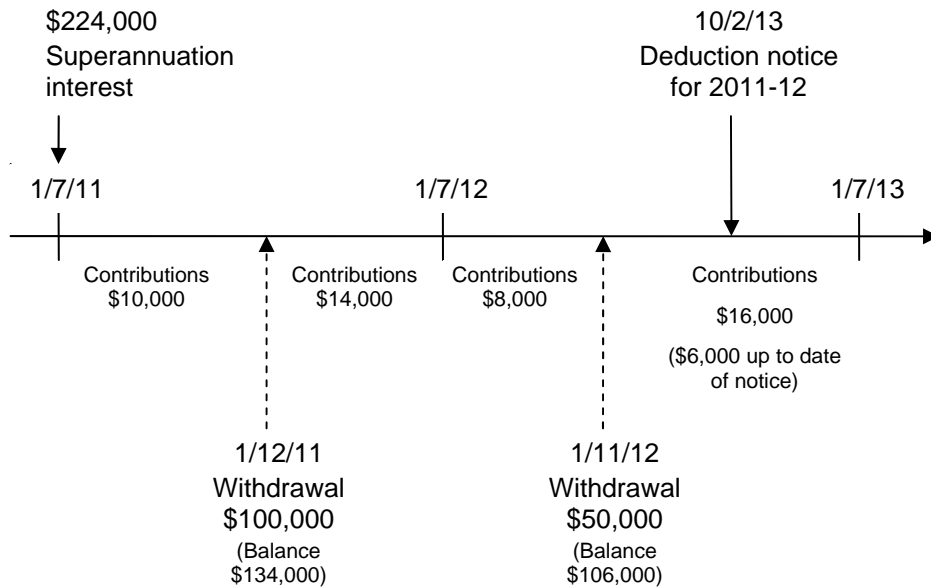 $224,000
Superannuation
interest
10/2/13
Deduction notice
for 2011-12
1/7/11
1/7/12
1/7/13
Contributions
$10,000
Contributions
$14,000
Contributions
$8,000
Contributions
$16,000
($6,000 up to date
of notice)
1/12/11
Withdrawal
$100,000
(Balance
$134,000)
1/11/12
Withdrawal
$50,000
(Balance
$106,000)